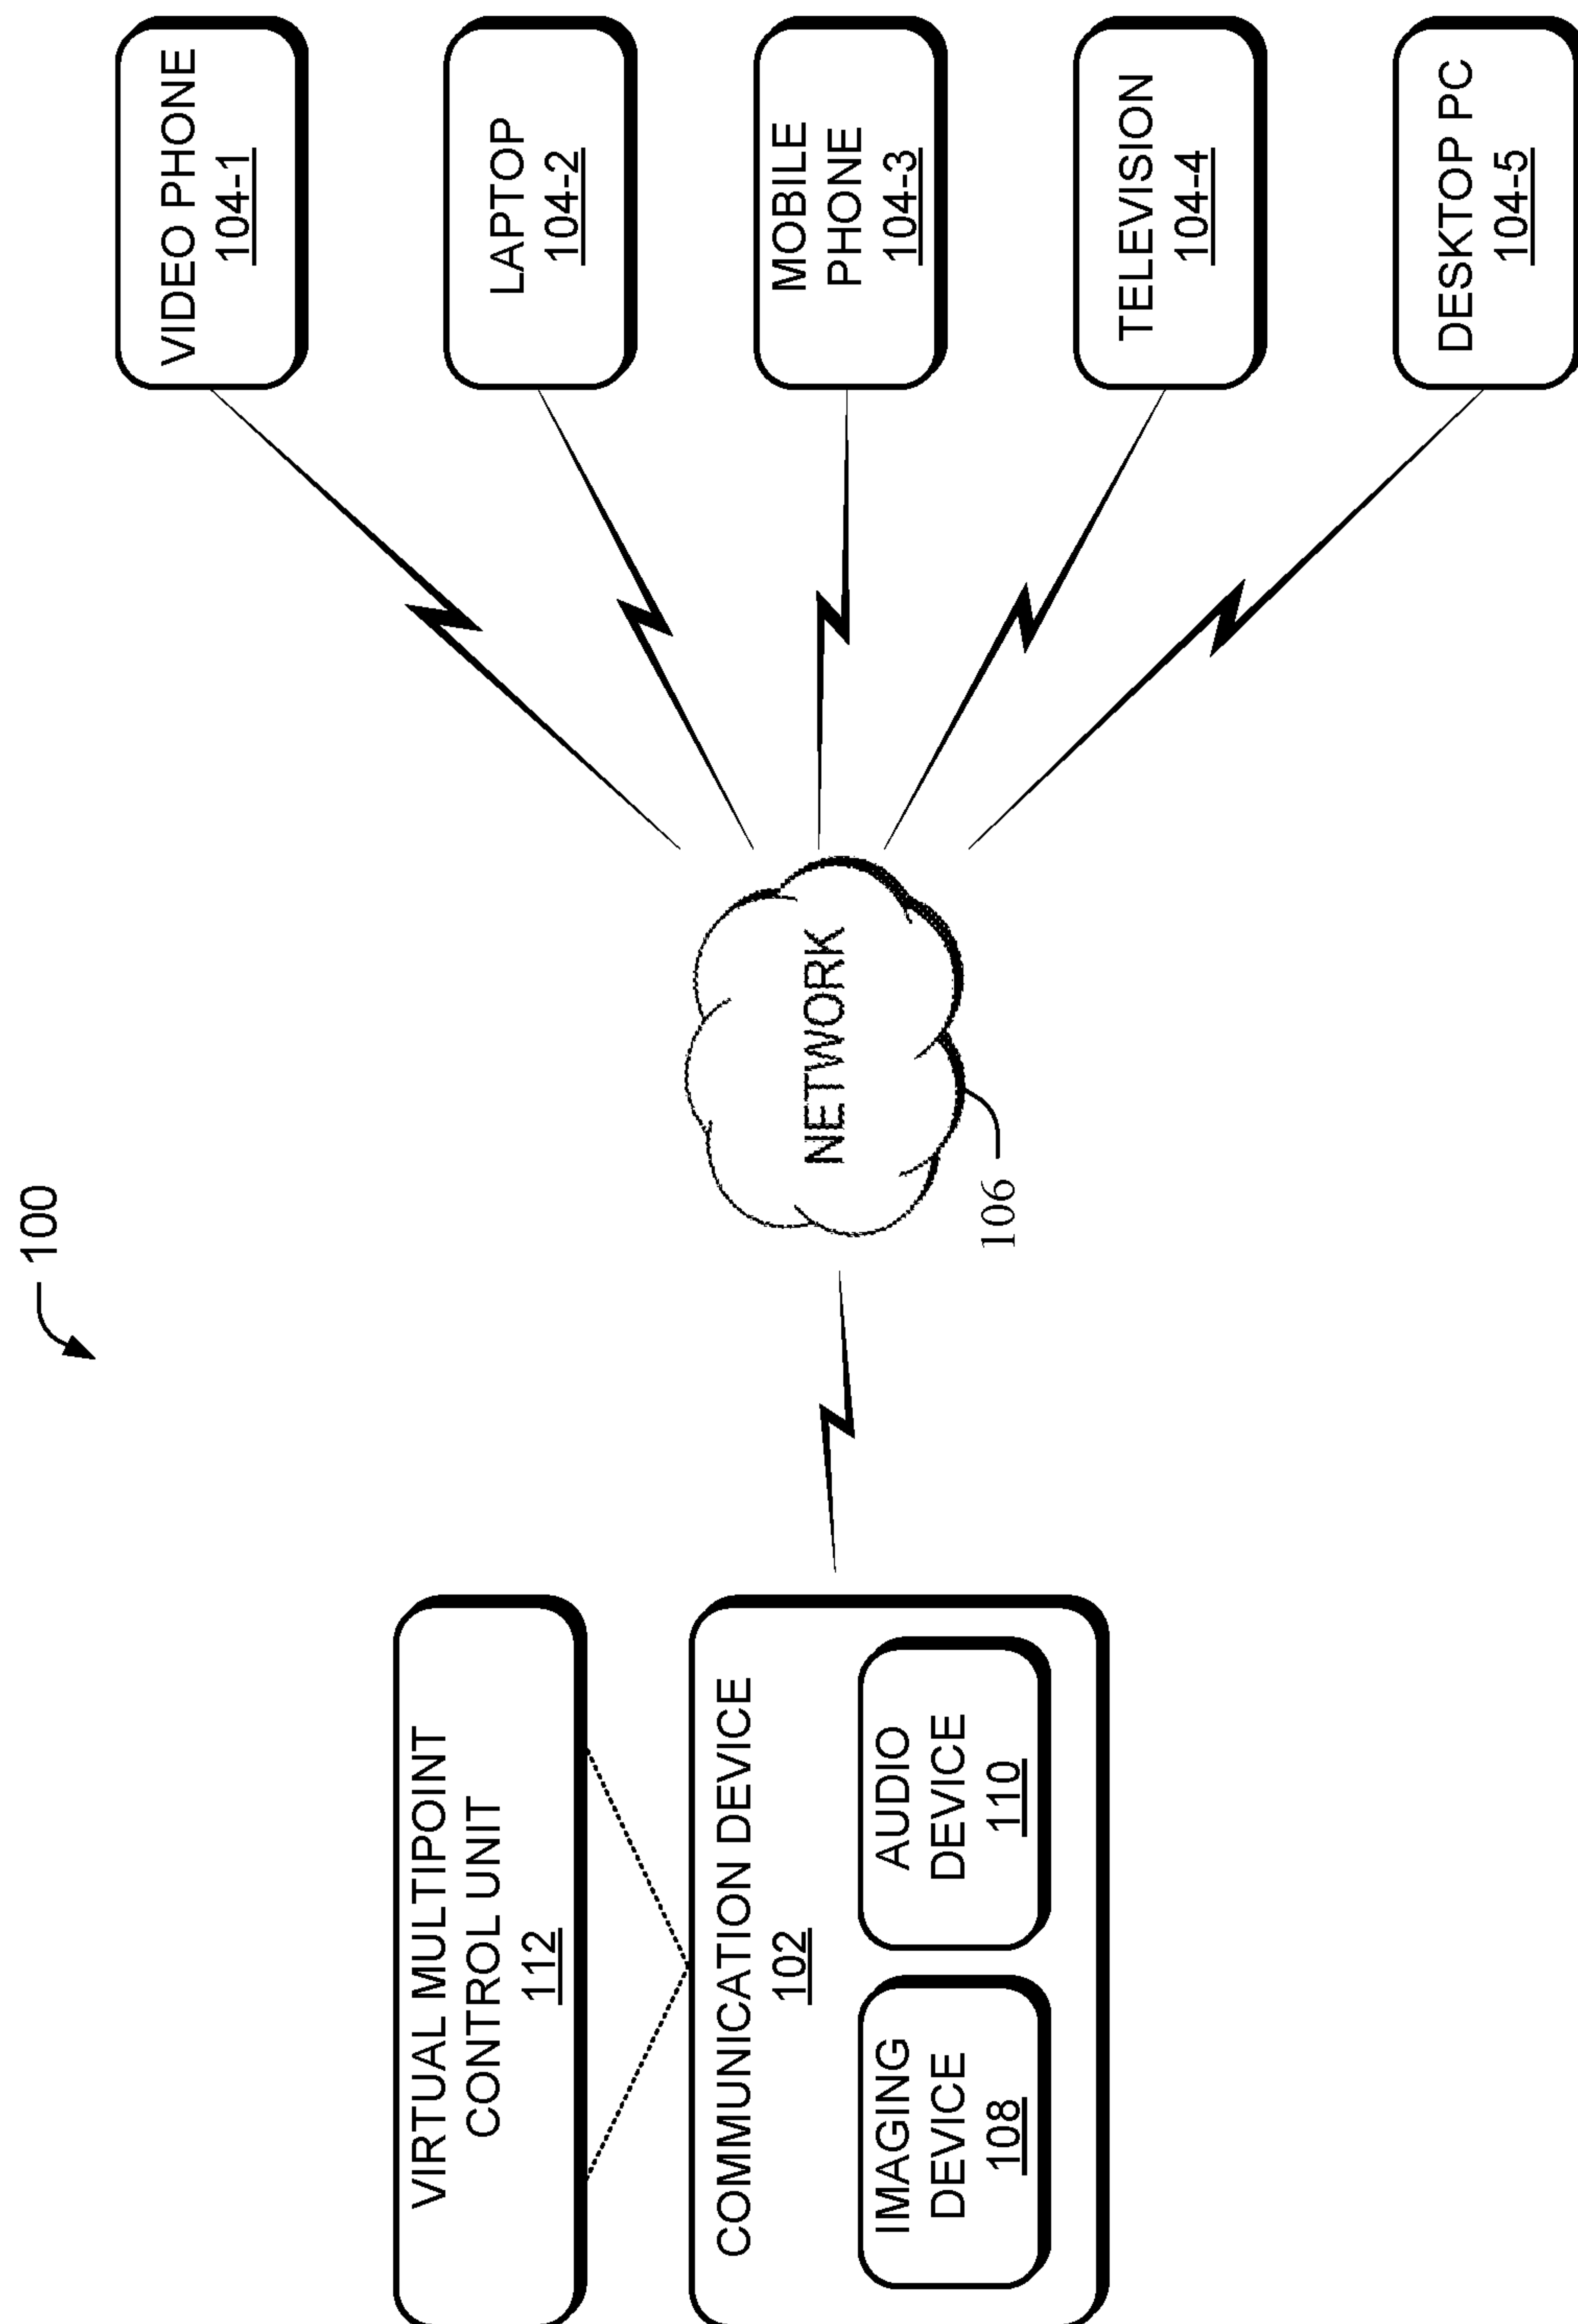 100
VIRTUAL MULTIPOINT
CONTROL UNIT
112
COMMUNICATION DEVICE
102
IMAGING
DEVICE
108
AUDIO
DEVICE
110
NETWORK
106
VIDEO PHONE
104-1
LAPTOP
104-2
MOBILE
PHONE
104-3
TELEVISION
104-4
DESKTOP PC
104-5